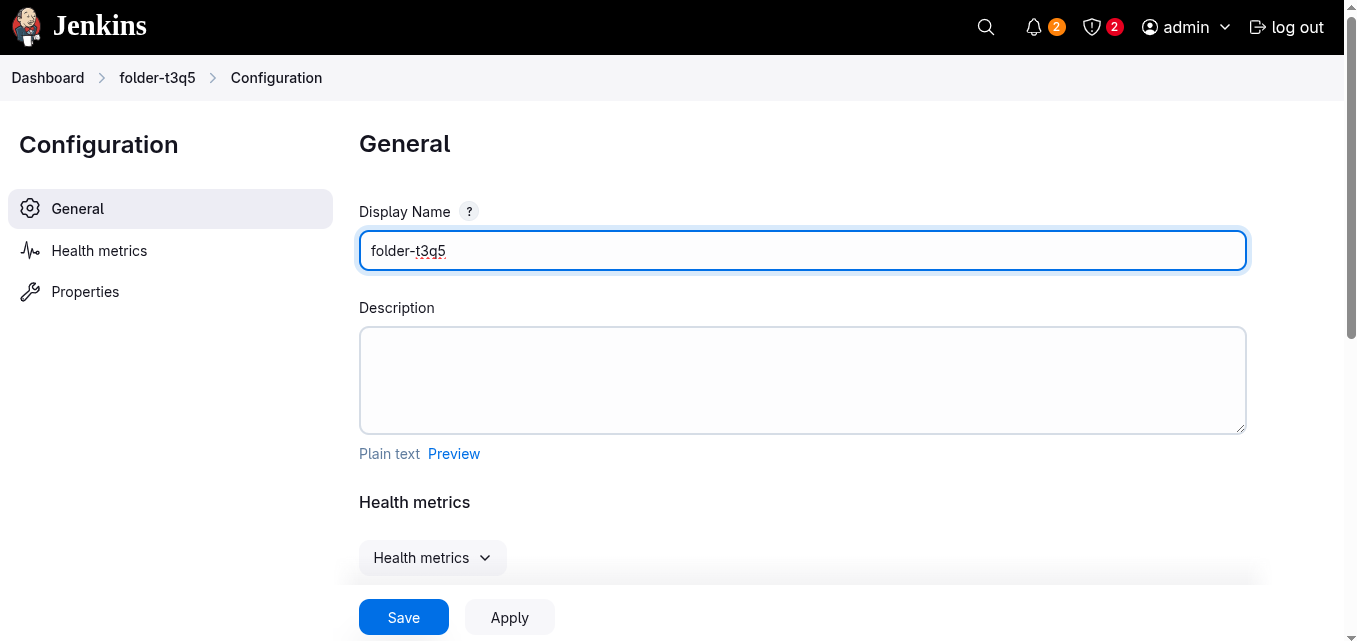 Jenkins
2
2
admin
log out
Dashboard
folder-t3q5
Configuration
Configuration
General
Health metrics
Properties
General
Display Name ?
folder-t3q5
Description
Plain text Preview
Health metrics
Health metrics
Save
Apply